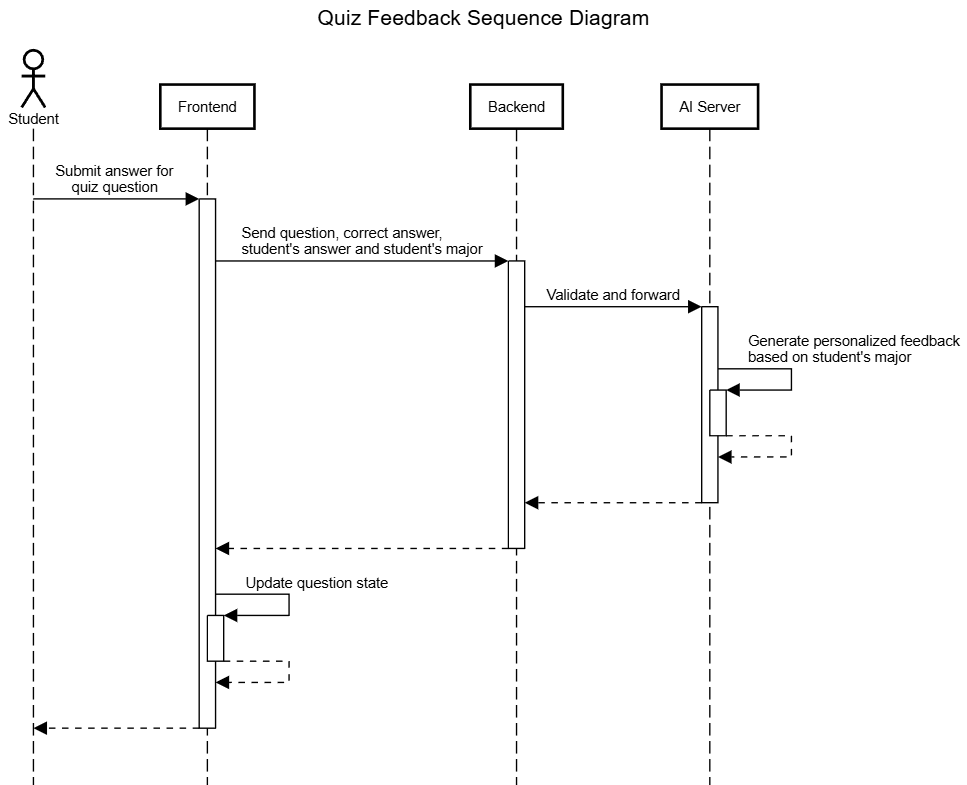 Quiz Feedback Sequence Diagram
Student
Frontend
Backend
AI Server
Submit answer for
quiz question
Send question, correct answer,
student's answer and student's major
Validate and forward
Generate personalized feedback
based on student's major
Update question state